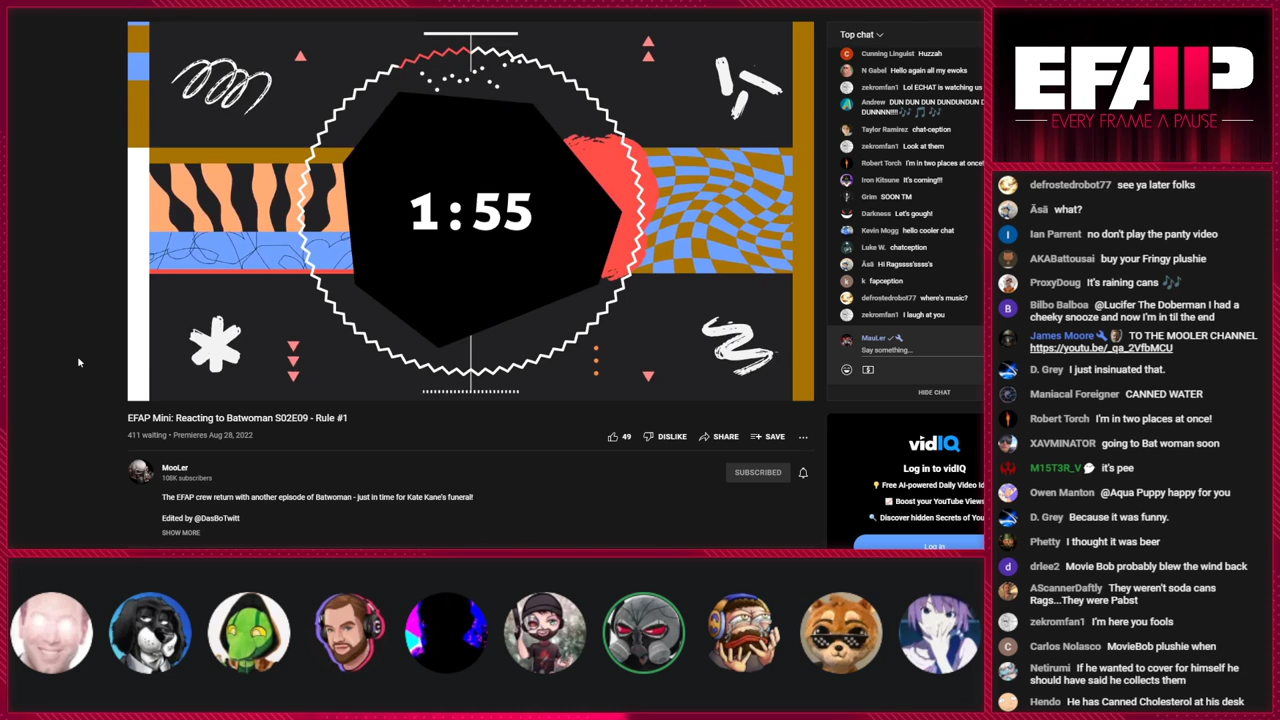 1:55
EFAP Mini: Reacting to Batwoman S02E09 - Rule #1
411 waiting • Premieres Aug 28, 2022
49
DISLIKE
SHARE
SAVE
MooLer
108K subscribers
SUBSCRIBED
The EFAP crew return with another episode of Batwoman - just in time for Kate Kane's funeral!
Edited by @DasBoTwitt
SHOW MORE
Top chat
C Cunning Linguist Huzzah
N Gabel Hello again all my ewoks
zekromfan1 Lol ECHAT is watching us
Andrew DUN DUN DUN DUNDUNDUN D
DUNNNN!!!!
Taylor Ramirez chat-ception
zekromfan1 Look at them
Robert Torch I'm in two places at once!
Iron Kitsune It's coming!!!
Grim SOON TM
Darkness Let's gough!
Kevin Mogg hello cooler chat
Luke W. chatception
Āsā Hi Ragssss'ssss's
k k fapception
defrostedrobot77 where's music?
zekromfan1 I laugh at you
MauLer
Say something...
HIDE CHAT
vidIQ
Log in to vidIQ
Free AI-powered Daily Video Id
Boost your YouTube Views
Discover hidden Secrets of You
Log In
EFAP
EVERY FRAME A PAUSE
defrostedrobot77 see ya later folks
Āsā what?
I Ian Parrent no don't play the panty video
AKABattousai buy your Fringy plushie
ProxyDoug It's raining cans
B Bilbo Balboa @Lucifer The Doberman I had a
cheeky snooze and now I'm in til the end
James Moore TO THE MOOLER CHANNEL
https://youtu.be/_qa_2VfbMCU
D. Grey I just insinuated that.
Maniacal Foreigner CANNED WATER
Robert Torch I'm in two places at once!
XAVMINATOR going to Bat woman soon
M15T3R_V it's pee
Owen Manton @Aqua Puppy happy for you
D. Grey Because it was funny.
Phetty I thought it was beer
d drlee2 Movie Bob probably blew the wind back
AScannerDaftly They weren't soda cans
Rags...They were Pabst
zekromfan1 I'm here you fools
C Carlos Nolasco MovieBob plushie when
Netirumi If he wanted to cover for himself he
should have said he collects them
Hendo He has Canned Cholesterol at his desk